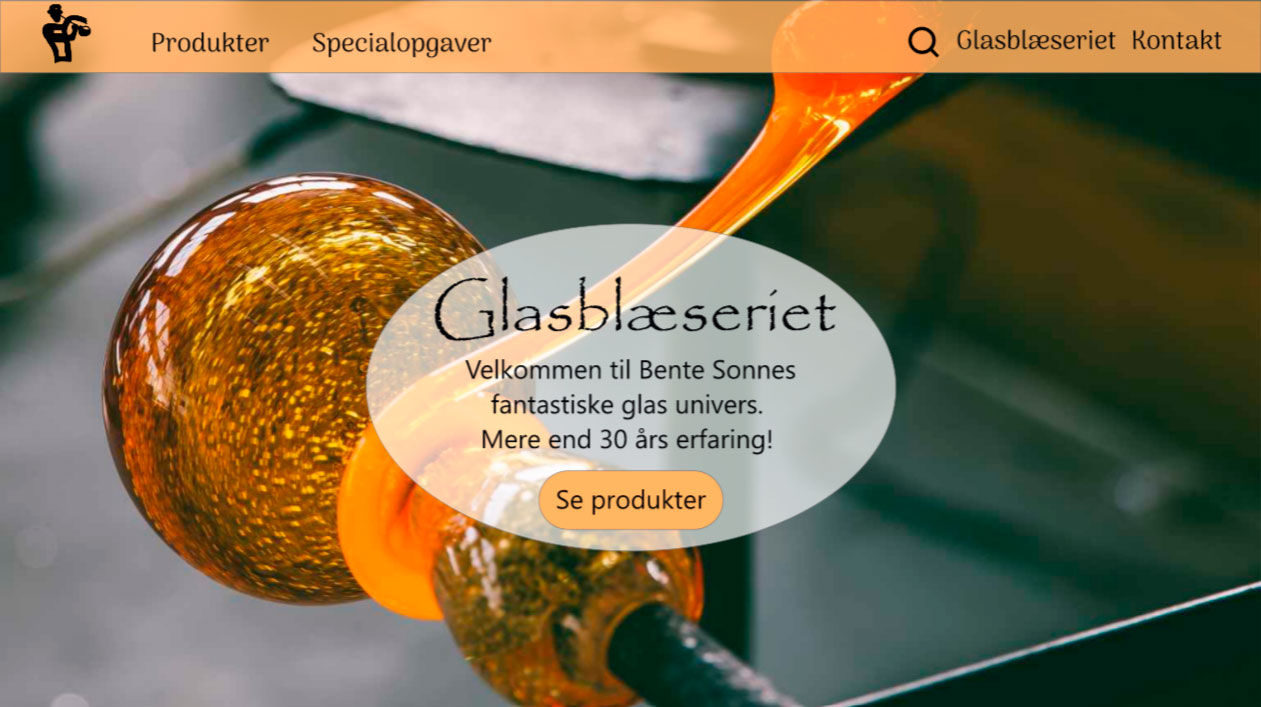 Produkter
Specialopgaver
Glasblæseriet
Kontakt
Glasblæseriet
Velkommen til Bente Sonnes
fantastiske glas univers.
Mere end 30 års erfaring!
Se produkter